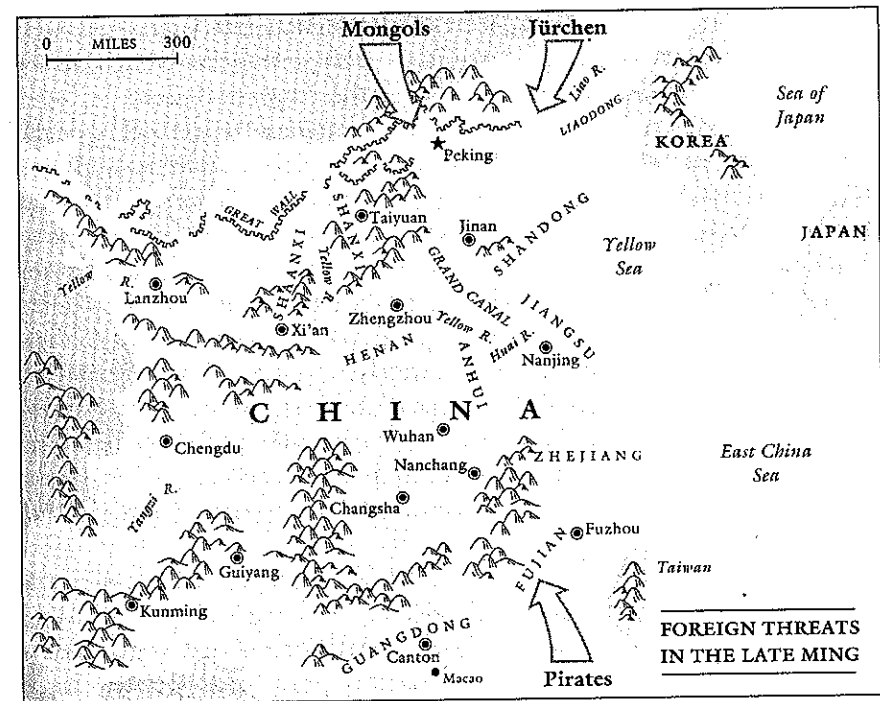 Mongols
Jürchen
0 MILES 300
Liao R.
LIAODONG
Sea of
Japan
KOREA
Peking
GREAT WALL
SHANXI
SHAANXI
Taiyuan
Jinan
SHANDONG
Yellow
Sea
JAPAN
Yellow R.
Lanzhou
Yellow R.
GRAND CANAL
JIANGSU
Xi'an
Zhengzhou
Yellow R.
Huai R.
HENAN
ANHUI
Nanjing
CHINA
Wuhan
Chengdu
ZHEJIANG
East China
Sea
Nanchang
Yangzi R.
Changsha
Fuzhou
FUJIAN
Guiyang
Taiwan
Kunming
GUANGDONG
Canton
Macao
FOREIGN THREATS
IN THE LATE MING
Pirates